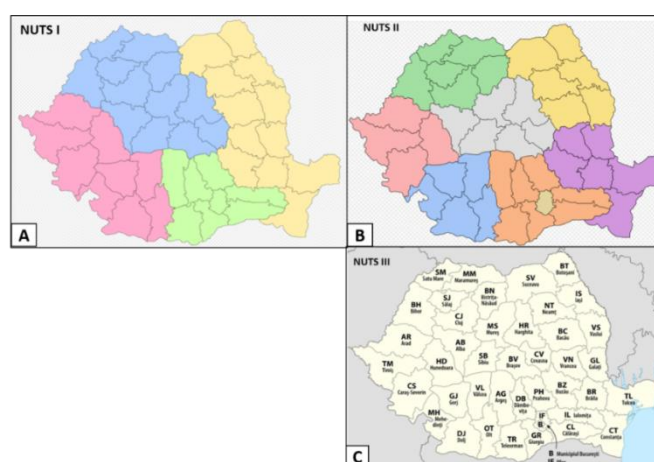 NUTS I
A
NUTS II
B
NUTS III
SM
Satu Mare
MM
Maramureș
SV
Suceava
BT
Botoșani
BN
Bistrița-
Năsăud
IS
Iași
BH
Bihor
SJ
Sălaj
NT
Neamț
CJ
Cluj
MS
Mureș
HR
Harghita
BC
Bacău
VS
Vaslui
AR
Arad
AB
Alba
TM
Timiș
HD
Hunedoara
SB
Sibiu
BV
Brașov
CV
Covasna
VN
Vrancea
GL
Galați
CS
Caraș-Severin
GJ
Gorj
VL
Vâlcea
AG
Argeș
DB
Dâmbo-
vița
PH
Prahova
BZ
Buzău
BR
Brăila
TL
Tulcea
MH
Mehe-
dinți
IF
B
IL
Ialomița
DJ
Dolj
OT
Olt
TR
Teleorman
GR
Giurgiu
CL
Călărași
CT
Constanța
B Municipiul București
C